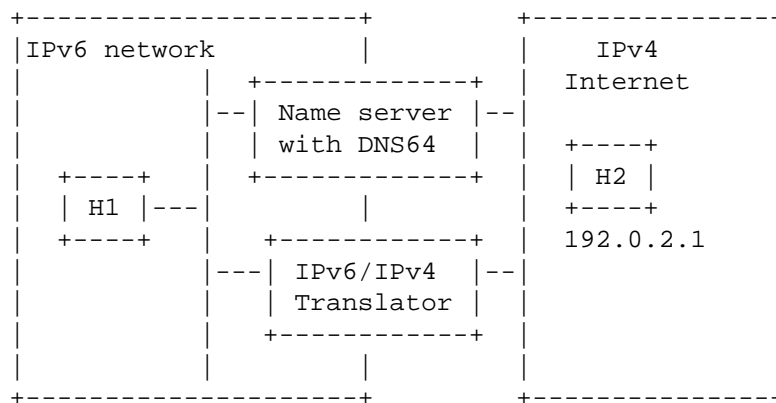 IPv6 network
IPv4
Internet
Name server
with DNS64
H1
H2
192.0.2.1
IPv6/IPv4
Translator